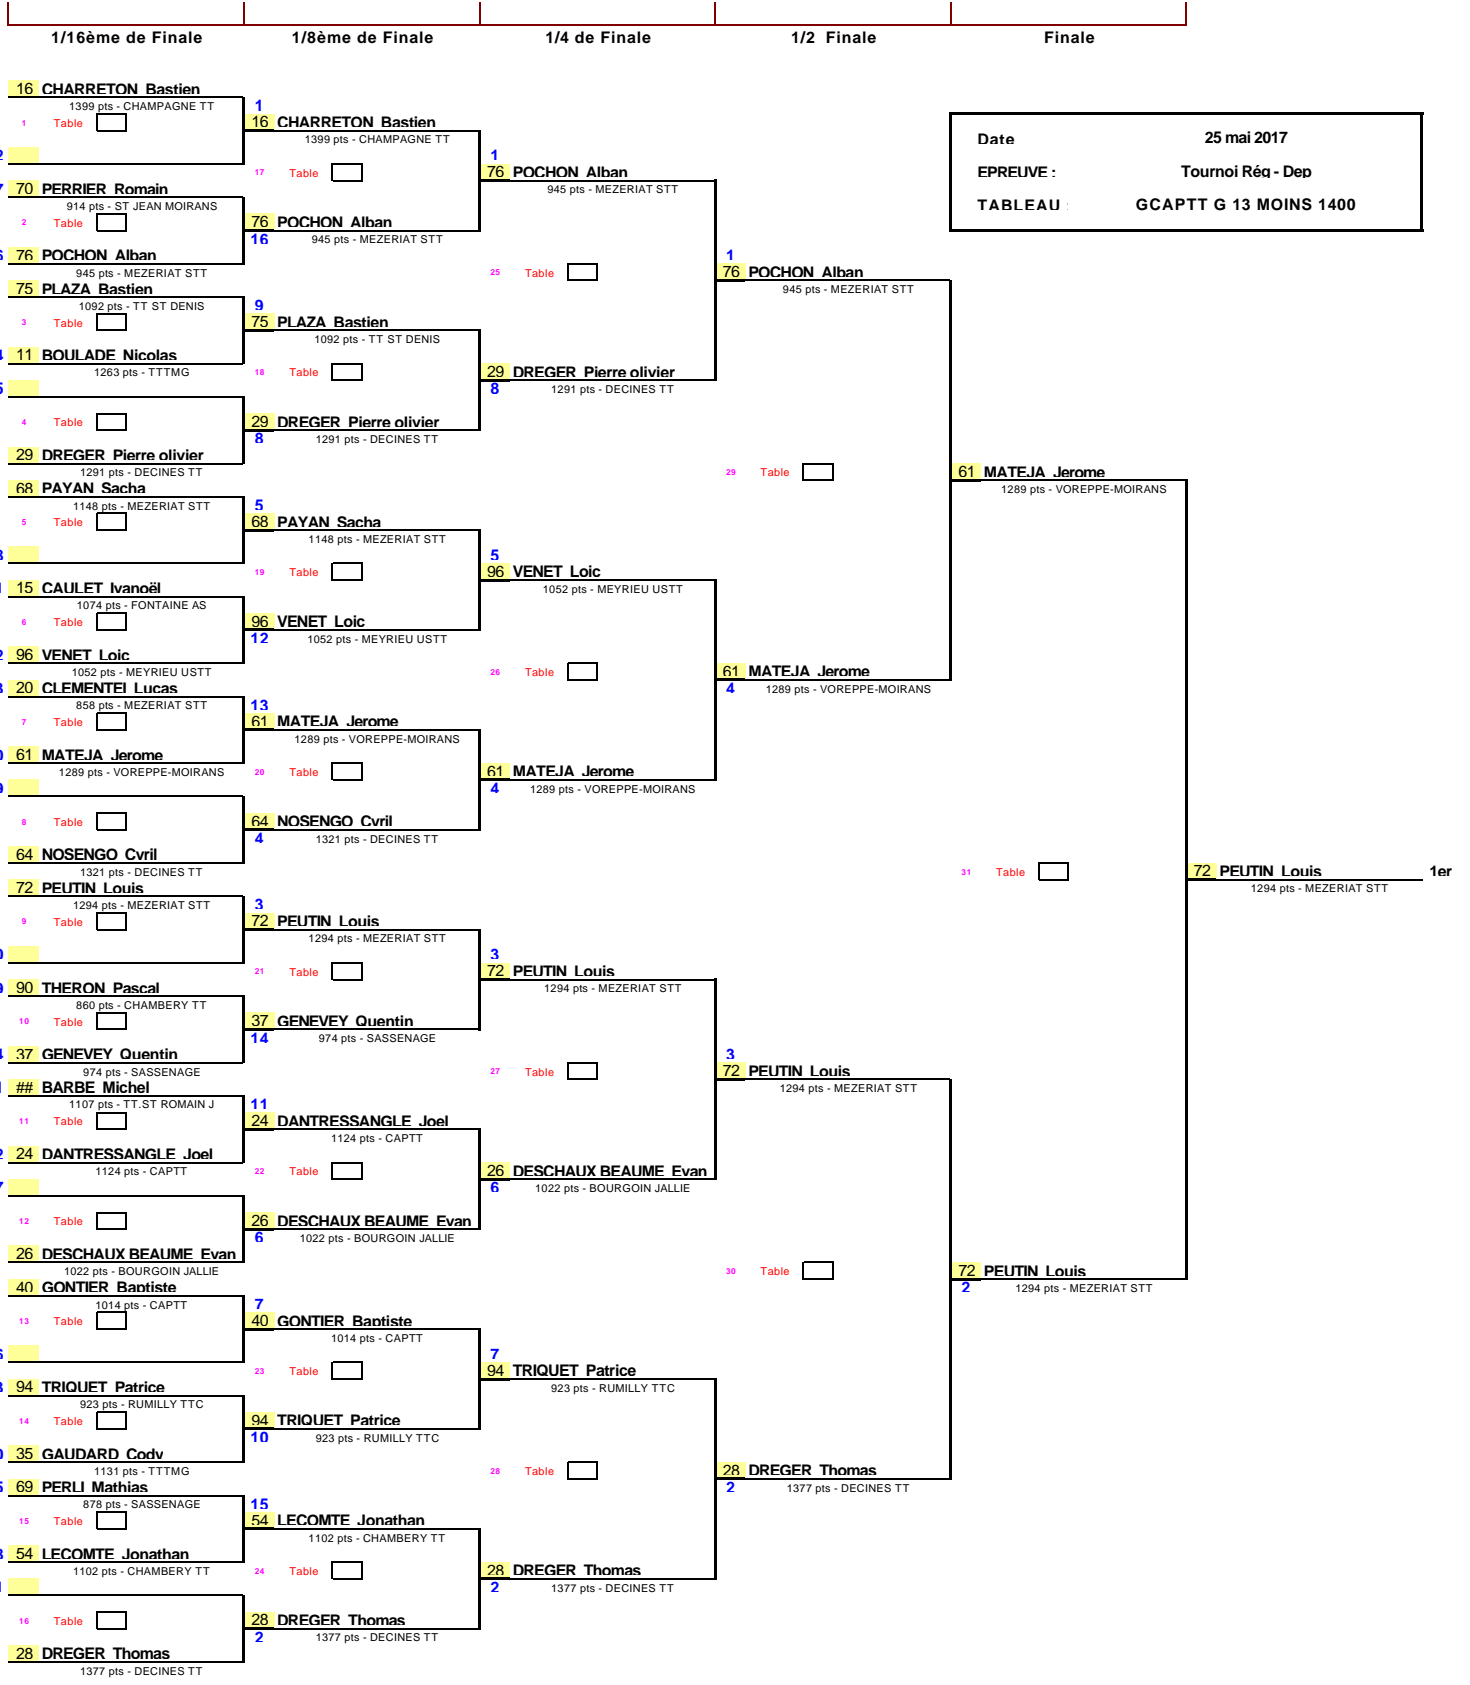 1/16ème de Finale
1/8ème de Finale
1/4 de Finale
1/2 Finale
Finale
Date 25 mai 2017
EPREUVE : Tournoi Rég - Dep
TABLEAU : GCAPTT G 13 MOINS 1400
16 CHARRETON Bastien
1399 pts - CHAMPAGNE TT
1 Table
70 PERRIER Romain
914 pts - ST JEAN MOIRANS
2 Table
76 POCHON Alban
945 pts - MEZERIAT STT
75 PLAZA Bastien
1092 pts - TT ST DENIS
3 Table
11 BOULADE Nicolas
1263 pts - TTTMG
4 Table
29 DREGER Pierre olivier
1291 pts - DECINES TT
68 PAYAN Sacha
1148 pts - MEZERIAT STT
5 Table
15 CAULET Ivanoël
1074 pts - FONTAINE AS
6 Table
96 VENET Loic
1052 pts - MEYRIEU USTT
20 CLEMENTEI Lucas
858 pts - MEZERIAT STT
7 Table
61 MATEJA Jerome
1289 pts - VOREPPE-MOIRANS
8 Table
64 NOSENGO Cyril
1321 pts - DECINES TT
72 PEUTIN Louis
1294 pts - MEZERIAT STT
9 Table
90 THERON Pascal
860 pts - CHAMBERY TT
10 Table
37 GENEVEY Quentin
974 pts - SASSENAGE
## BARBE Michel
1107 pts - TT.ST ROMAIN J
11 Table
24 DANTRESSANGLE Joel
1124 pts - CAPTT
12 Table
26 DESCHAUX BEAUME Evan
1022 pts - BOURGOIN JALLIE
40 GONTIER Baptiste
1014 pts - CAPTT
13 Table
94 TRIQUET Patrice
923 pts - RUMILLY TTC
14 Table
35 GAUDARD Cody
1131 pts - TTTMG
69 PERLI Mathias
878 pts - SASSENAGE
15 Table
54 LECOMTE Jonathan
1102 pts - CHAMBERY TT
16 Table
28 DREGER Thomas
1377 pts - DECINES TT
1
16 CHARRETON Bastien
1399 pts - CHAMPAGNE TT
17 Table
76 POCHON Alban
16 945 pts - MEZERIAT STT
9
75 PLAZA Bastien
1092 pts - TT ST DENIS
18 Table
29 DREGER Pierre olivier
8 1291 pts - DECINES TT
5
68 PAYAN Sacha
1148 pts - MEZERIAT STT
19 Table
96 VENET Loic
12 1052 pts - MEYRIEU USTT
13
61 MATEJA Jerome
1289 pts - VOREPPE-MOIRANS
20 Table
64 NOSENGO Cyril
4 1321 pts - DECINES TT
3
72 PEUTIN Louis
1294 pts - MEZERIAT STT
21 Table
37 GENEVEY Quentin
14 974 pts - SASSENAGE
11
24 DANTRESSANGLE Joel
1124 pts - CAPTT
22 Table
26 DESCHAUX BEAUME Evan
6 1022 pts - BOURGOIN JALLIE
7
40 GONTIER Baptiste
1014 pts - CAPTT
23 Table
94 TRIQUET Patrice
10 923 pts - RUMILLY TTC
15
54 LECOMTE Jonathan
1102 pts - CHAMBERY TT
24 Table
28 DREGER Thomas
2 1377 pts - DECINES TT
1
76 POCHON Alban
945 pts - MEZERIAT STT
25 Table
29 DREGER Pierre olivier
8 1291 pts - DECINES TT
5
96 VENET Loic
1052 pts - MEYRIEU USTT
26 Table
61 MATEJA Jerome
4 1289 pts - VOREPPE-MOIRANS
3
72 PEUTIN Louis
1294 pts - MEZERIAT STT
27 Table
26 DESCHAUX BEAUME Evan
6 1022 pts - BOURGOIN JALLIE
7
94 TRIQUET Patrice
923 pts - RUMILLY TTC
28 Table
28 DREGER Thomas
2 1377 pts - DECINES TT
1
76 POCHON Alban
945 pts - MEZERIAT STT
29 Table
61 MATEJA Jerome
4 1289 pts - VOREPPE-MOIRANS
3
72 PEUTIN Louis
1294 pts - MEZERIAT STT
30 Table
28 DREGER Thomas
2 1377 pts - DECINES TT
61 MATEJA Jerome
1289 pts - VOREPPE-MOIRANS
31 Table
72 PEUTIN Louis
2 1294 pts - MEZERIAT STT
72 PEUTIN Louis 1er
1294 pts - MEZERIAT STT